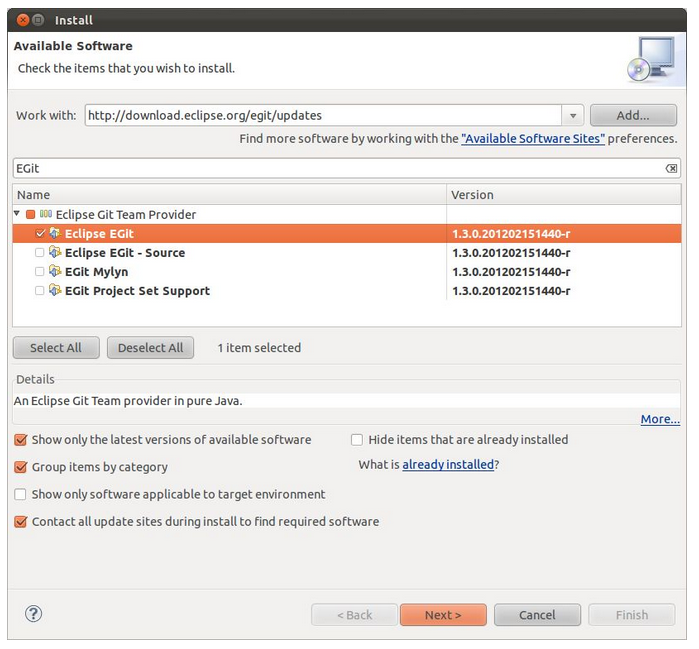 Install
Available Software
Check the items that you wish to install.
Work with: http://download.eclipse.org/egit/updates Add...
Find more software by working with the "Available Software Sites" preferences.
EGit
Name Version
Eclipse Git Team Provider
Eclipse EGit 1.3.0.201202151440-r
Eclipse EGit - Source 1.3.0.201202151440-r
EGit Mylyn 1.3.0.201202151440-r
EGit Project Set Support 1.3.0.201202151440-r
Select All Deselect All 1 item selected
Details
An Eclipse Git Team provider in pure Java.
More...
Show only the latest versions of available software Hide items that are already installed
Group items by category What is already installed?
Show only software applicable to target environment
Contact all update sites during install to find required software
? < Back Next > Cancel Finish